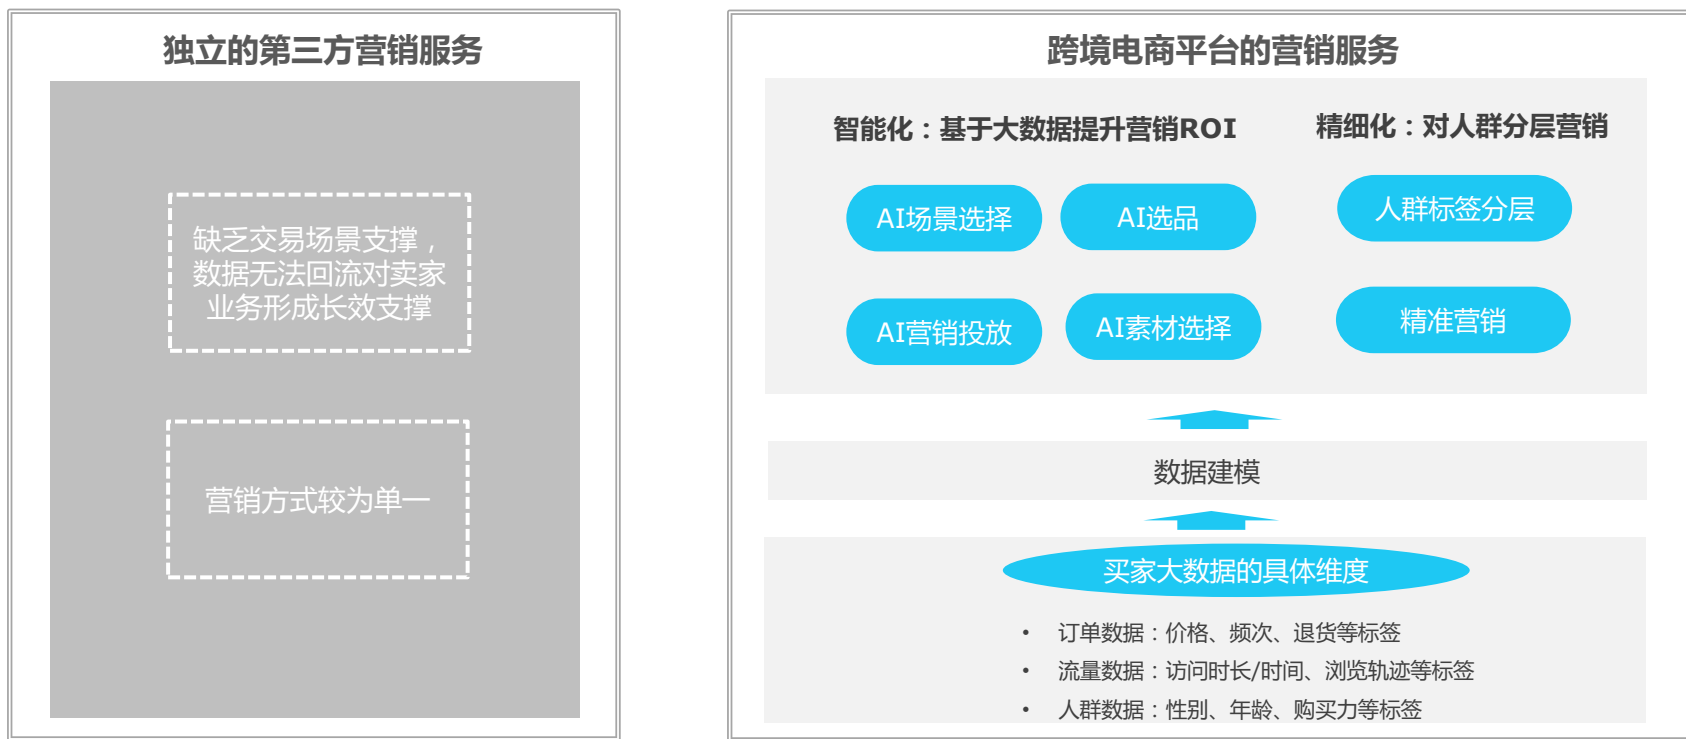 独立的第三方营销服务
缺乏交易场景支撑，
数据无法回流对卖家
业务形成长效支撑
营销方式较为单一
跨境电商平台的营销服务
智能化：基于大数据提升营销ROI
精细化：对人群分层营销
AI场景选择
AI选品
人群标签分层
AI营销投放
AI素材选择
精准营销
数据建模
买家大数据的具体维度
• 订单数据：价格、频次、退货等标签
• 流量数据：访问时长/时间、浏览轨迹等标签
• 人群数据：性别、年龄、购买力等标签